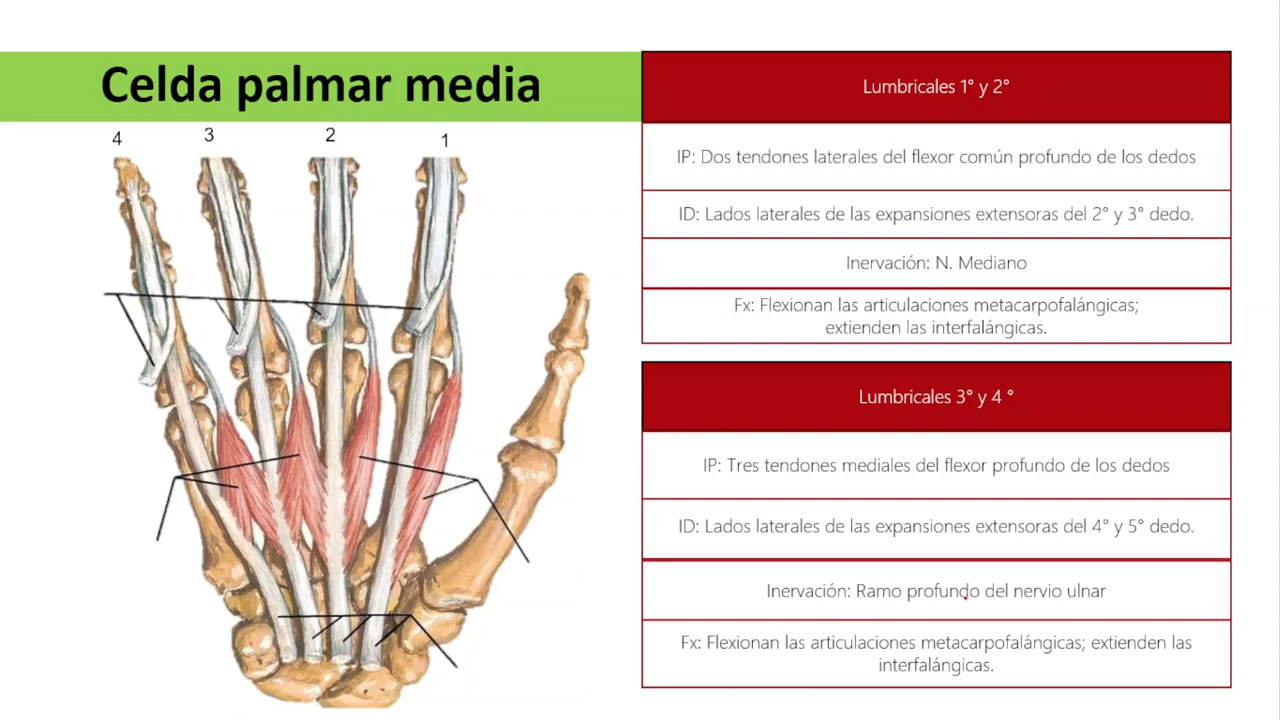 Celda palmar media
4 3 2 1
Lumbricales 1° y 2°
IP: Dos tendones laterales del flexor común profundo de los dedos
ID: Lados laterales de las expansiones extensoras del 2° y 3° dedo.
Inervación: N. Mediano
Fx: Flexionan las articulaciones metacarpofalángicas;
extienden las interfalángicas.
Lumbricales 3° y 4 °
IP: Tres tendones mediales del flexor profundo de los dedos
ID: Lados laterales de las expansiones extensoras del 4° y 5° dedo.
Inervación: Ramo profundo del nervio ulnar
Fx: Flexionan las articulaciones metacarpofalángicas; extienden las
interfalángicas.